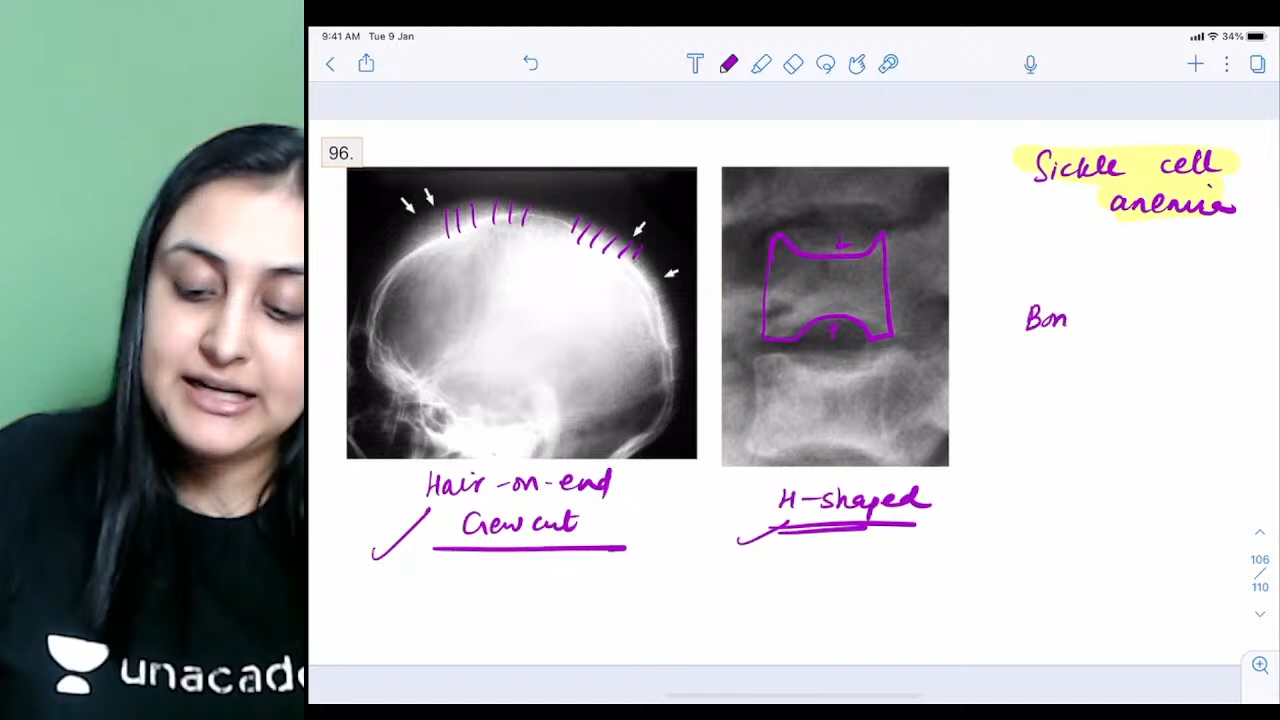 9:41 AM Tue 9 Jan
34%
T
96.
Sickle cell
anemia
Bon
Hair-on-end
Crew cut
H-shaped
106
/
110
unacade